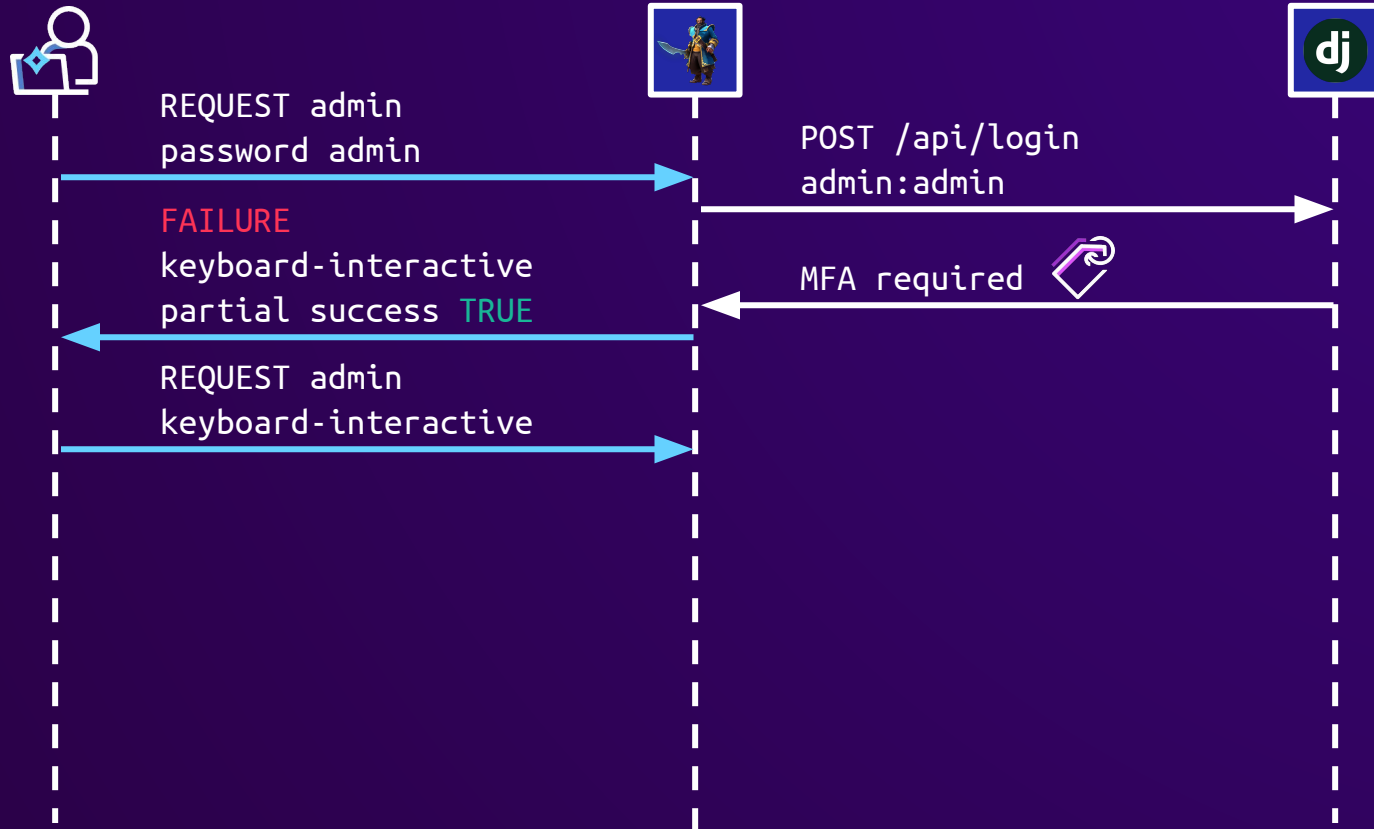 dj
REQUEST admin
password admin
POST /api/login
admin:admin
FAILURE
keyboard-interactive
partial success TRUE
MFA required
REQUEST admin
keyboard-interactive